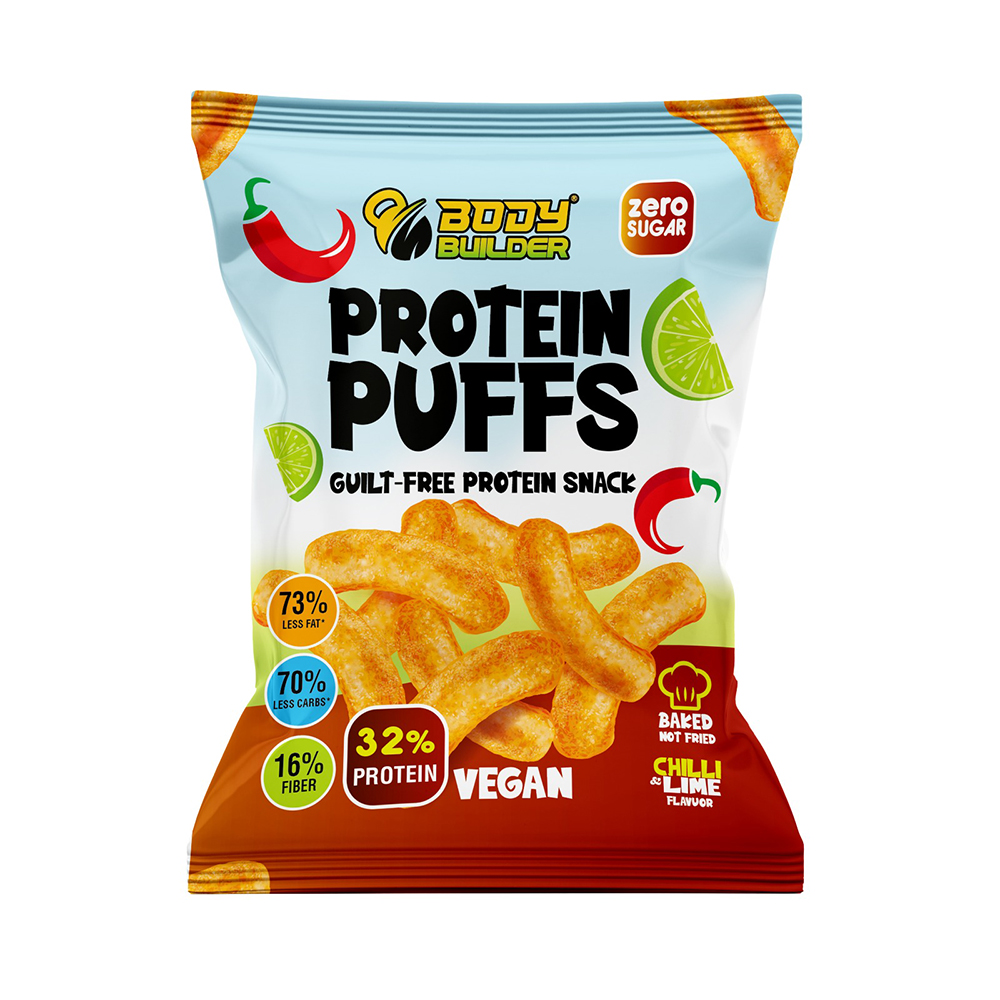 BODY®
BUILDER
zero
SUGAR
PROTEIN
PUFFS
GUILT-FREE PROTEIN SNACK
73%
LESS FAT*
70%
LESS CARBS*
16%
FIBER
32%
PROTEIN
VEGAN
BAKED
NOT FRIED
CHILLI
& LIME
FLAVUOR